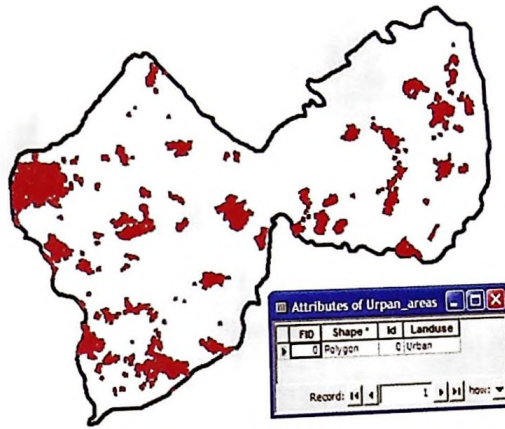 Attributes of Urpan_areas
FID Shape* Id Landuse
0 Polygon 0 Urban
Record: 1 how: